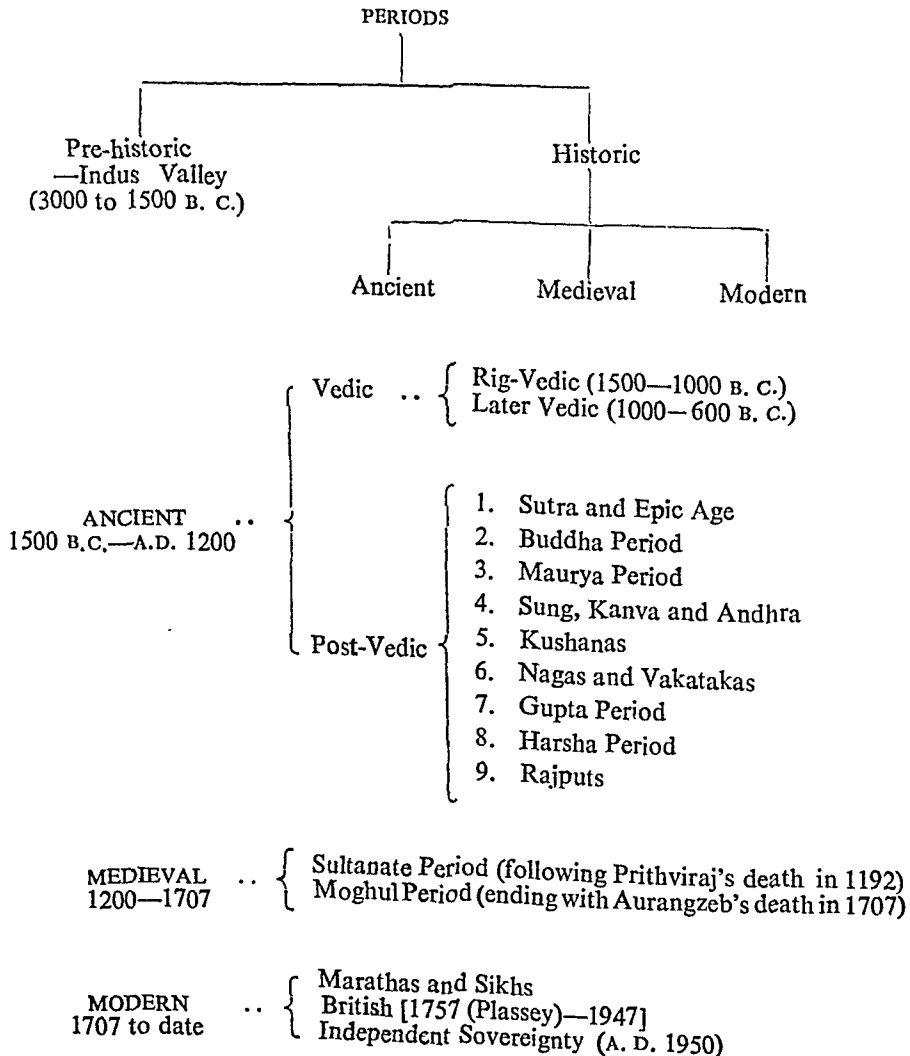 PERIODS
Pre-historic
—Indus Valley
(3000 to 1500 B. C.)
Historic
Ancient
Medieval
Modern
ANCIENT ..
1500 B.C.—A.D. 1200
Vedic ..
Rig-Vedic (1500—1000 B. C.)
Later Vedic (1000—600 B. C.)
Post-Vedic
1. Sutra and Epic Age
2. Buddha Period
3. Maurya Period
4. Sung, Kanva and Andhra
5. Kushanas
6. Nagas and Vakatakas
7. Gupta Period
8. Harsha Period
9. Rajputs
MEDIEVAL ..
1200—1707
Sultanate Period (following Prithviraj's death in 1192)
Moghul Period (ending with Aurangzeb's death in 1707)
MODERN ..
1707 to date
Marathas and Sikhs
British [1757 (Plassey)—1947]
Independent Sovereignty (A. D. 1950)